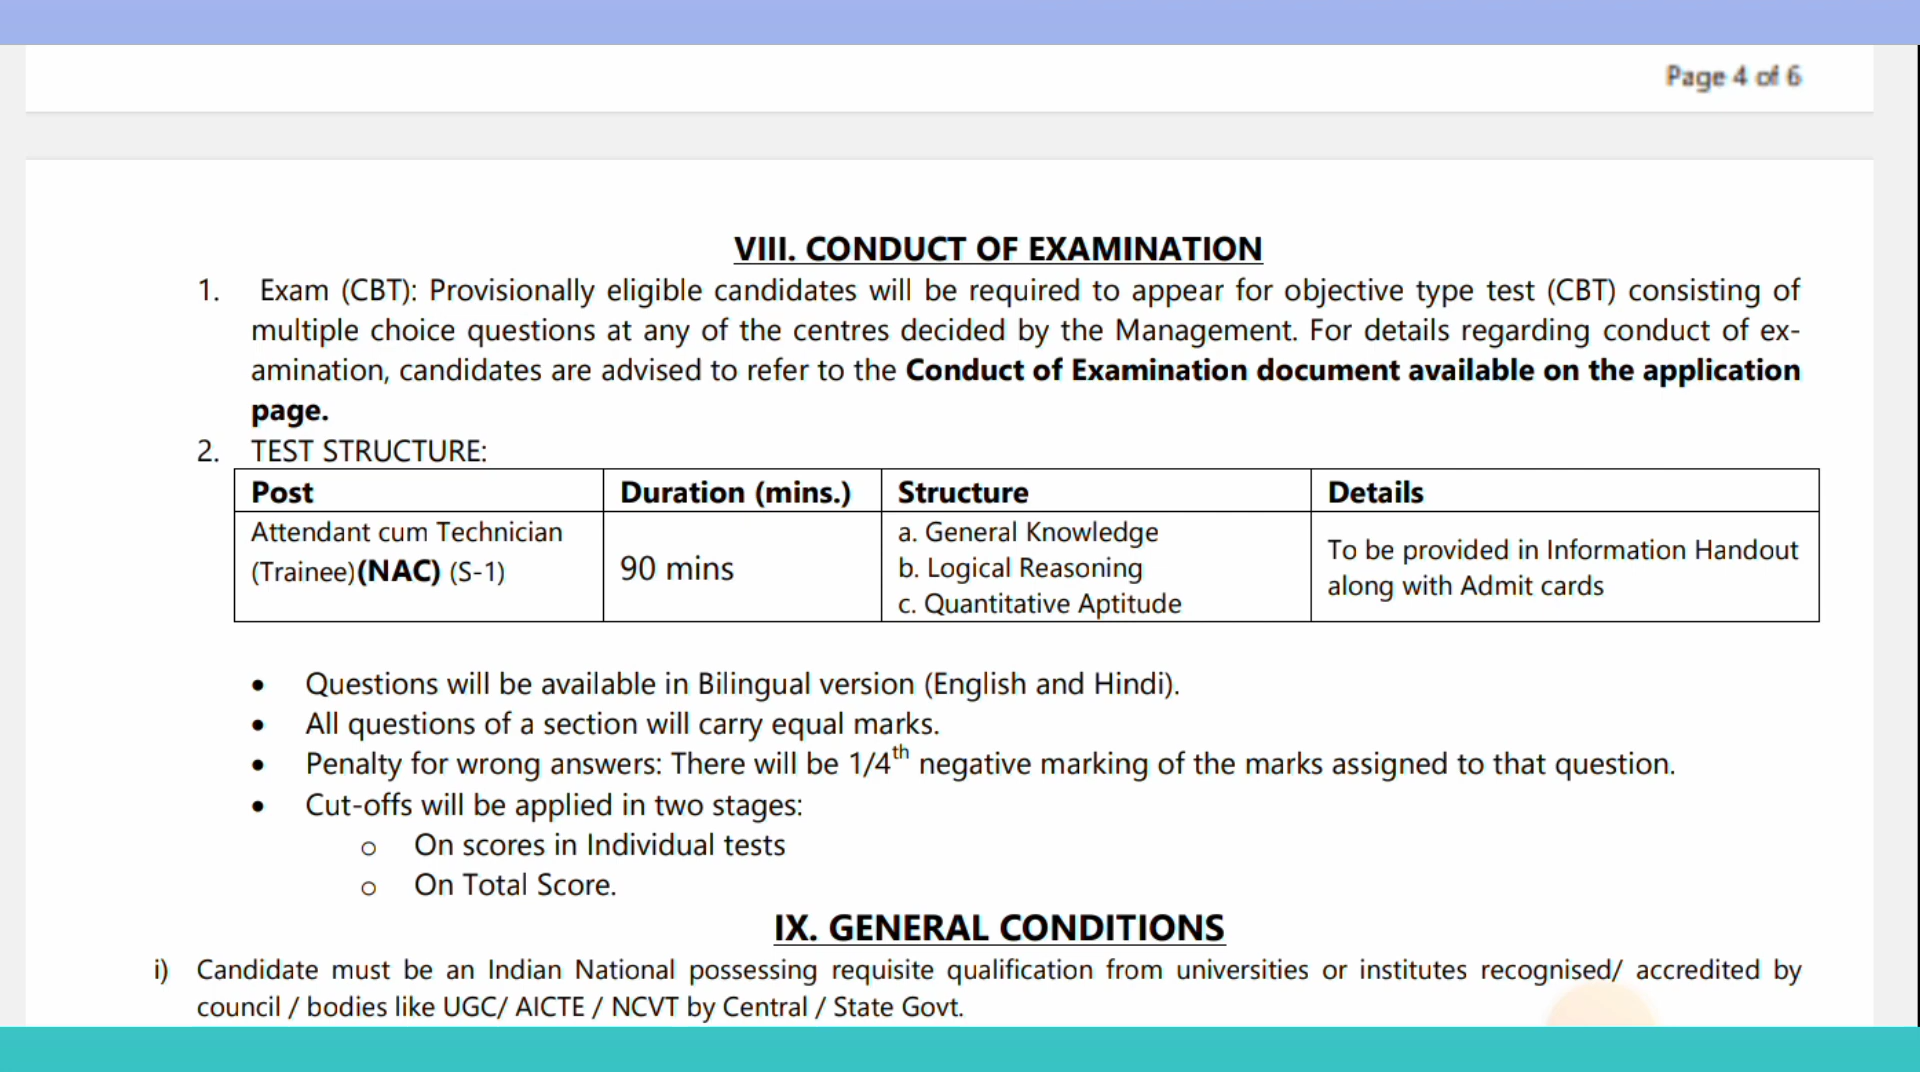 Page 4 of 6
VIII. CONDUCT OF EXAMINATION
1. Exam (CBT): Provisionally eligible candidates will be required to appear for objective type test (CBT) consisting of
multiple choice questions at any of the centres decided by the Management. For details regarding conduct of ex-
amination, candidates are advised to refer to the Conduct of Examination document available on the application
page.
2. TEST STRUCTURE:
Post Duration (mins.) Structure Details
Attendant cum Technician
(Trainee)(NAC) (S-1)
90 mins
a. General Knowledge
b. Logical Reasoning
c. Quantitative Aptitude
To be provided in Information Handout
along with Admit cards
• Questions will be available in Bilingual version (English and Hindi).
• All questions of a section will carry equal marks.
• Penalty for wrong answers: There will be 1/4th negative marking of the marks assigned to that question.
• Cut-offs will be applied in two stages:
o On scores in Individual tests
o On Total Score.
IX. GENERAL CONDITIONS
i) Candidate must be an Indian National possessing requisite qualification from universities or institutes recognised/ accredited by
council / bodies like UGC/ AICTE / NCVT by Central / State Govt.